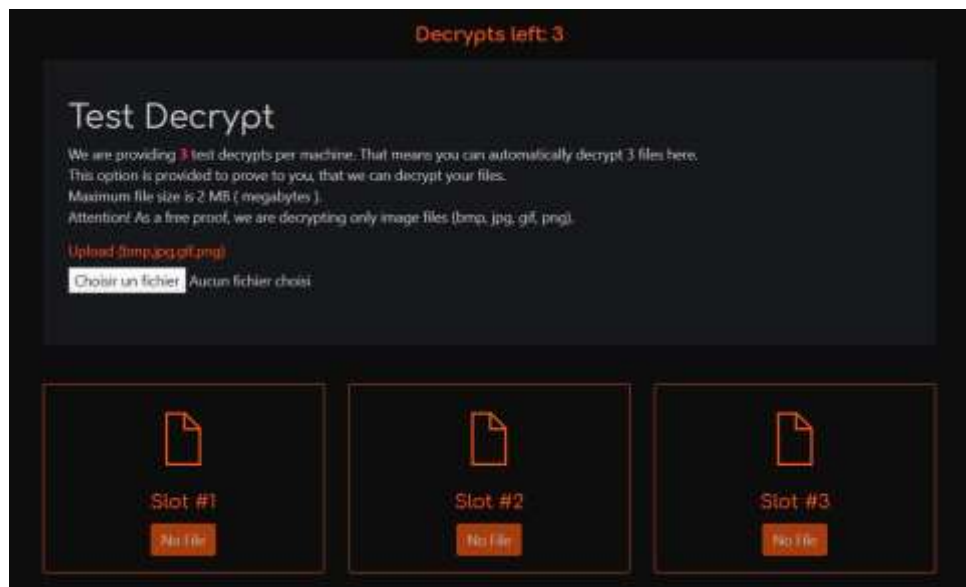 Decrypts left: 3
Test Decrypt
We are providing 3 test decrypts per machine. That means you can automatically decrypt 3 files here.
This option is provided to prove to you, that we can decrypt your files.
Maximum file size is 2 MB ( megabytes ).
Attention! As a free proof, we are decrypting only image files (bmp, jpg, gif, png).
Upload (bmp,jpg,gif,png)
Choisir un fichier Aucun fichier choisi
Slot #1 Slot #2 Slot #3
No File No File No File